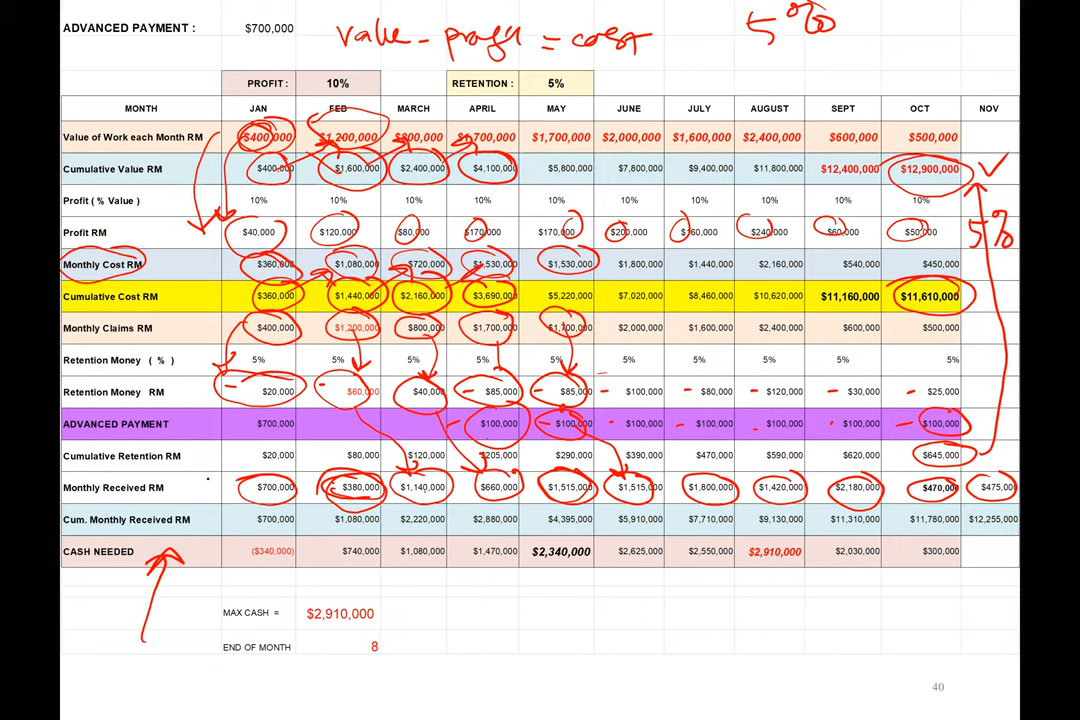 ADVANCED PAYMENT : $700,000 value - profit = cost 5%
PROFIT : 10% RETENTION : 5%
MONTH JAN FEB MARCH APRIL MAY JUNE JULY AUGUST SEPT OCT NOV
Value of Work each Month RM $400,000 $1,200,000 $800,000 $1,700,000 $1,700,000 $2,000,000 $1,600,000 $2,400,000 $600,000 $500,000
Cumulative Value RM $400,000 $1,600,000 $2,400,000 $4,100,000 $5,800,000 $7,800,000 $9,400,000 $11,800,000 $12,400,000 $12,900,000
Profit ( % Value ) 10% 10% 10% 10% 10% 10% 10% 10% 10% 10%
Profit RM $40,000 $120,000 $80,000 $170,000 $170,000 $200,000 $160,000 $240,000 $60,000 $50,000 5%
Monthly Cost RM $360,000 $1,080,000 $720,000 $1,530,000 $1,530,000 $1,800,000 $1,440,000 $2,160,000 $540,000 $450,000
Cumulative Cost RM $360,000 $1,440,000 $2,160,000 $3,690,000 $5,220,000 $7,020,000 $8,460,000 $10,620,000 $11,160,000 $11,610,000
Monthly Claims RM $400,000 $1,200,000 $800,000 $1,700,000 $1,700,000 $2,000,000 $1,600,000 $2,400,000 $600,000 $500,000
Retention Money ( % ) 5% 5% 5% 5% 5% 5% 5% 5% 5% 5%
Retention Money RM $20,000 $60,000 $40,000 $85,000 $85,000 $100,000 $80,000 $120,000 $30,000 $25,000
ADVANCED PAYMENT $700,000 $100,000 $100,000 $100,000 $100,000 $100,000 $100,000 $100,000
Cumulative Retention RM $20,000 $80,000 $120,000 $205,000 $290,000 $390,000 $470,000 $590,000 $620,000 $645,000
Monthly Received RM $700,000 $380,000 $1,140,000 $660,000 $1,515,000 $1,515,000 $1,800,000 $1,420,000 $2,180,000 $470,000 $475,000
Cum. Monthly Received RM $700,000 $1,080,000 $2,220,000 $2,880,000 $4,395,000 $5,910,000 $7,710,000 $9,130,000 $11,310,000 $11,780,000 $12,255,000
CASH NEEDED ($340,000) $740,000 $1,080,000 $1,470,000 $2,340,000 $2,625,000 $2,550,000 $2,910,000 $2,030,000 $300,000
MAX CASH = $2,910,000
END OF MONTH 8
40